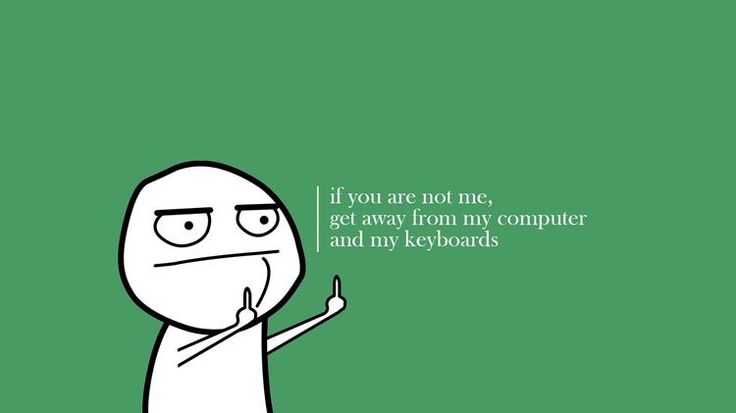 if you are not me,
get away from my computer
and my keyboards